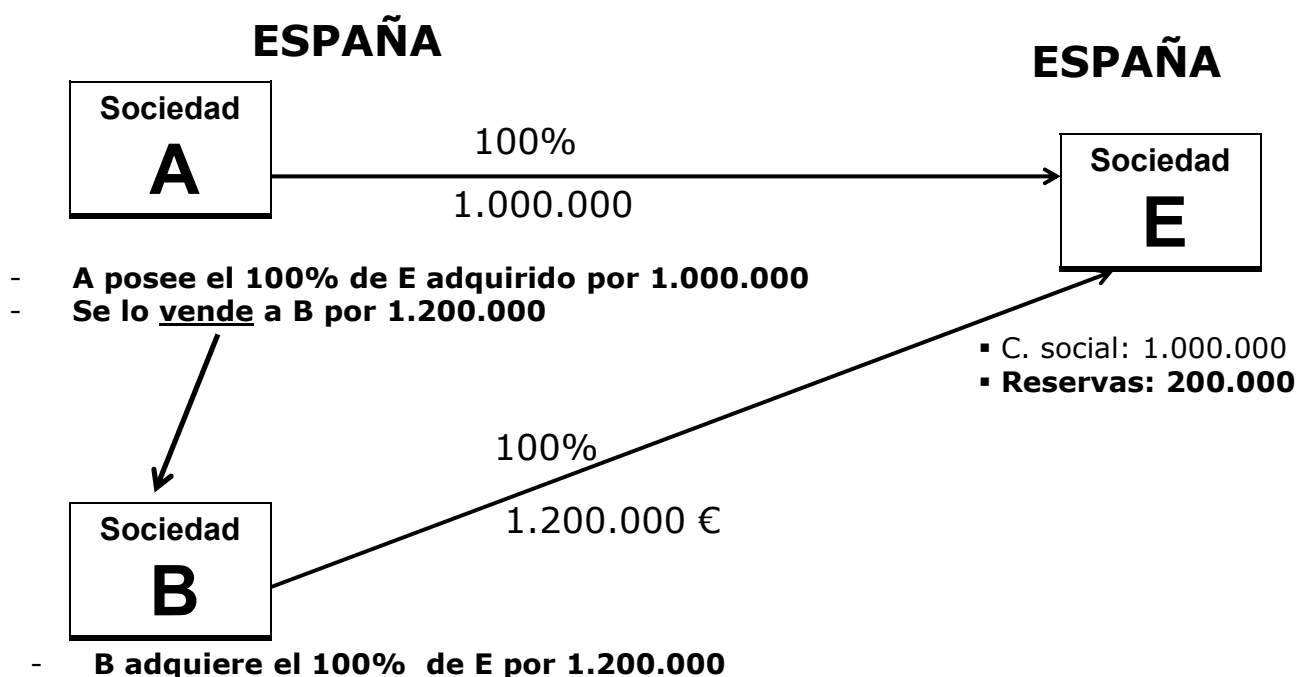 ESPAÑA
ESPAÑA
Sociedad
A
100%
1.000.000
Sociedad
E
- A posee el 100% de E adquirido por 1.000.000
- Se lo vende a B por 1.200.000
▪ C. social: 1.000.000
▪ Reservas: 200.000
100%
1.200.000 €
Sociedad
B
- B adquiere el 100% de E por 1.200.000